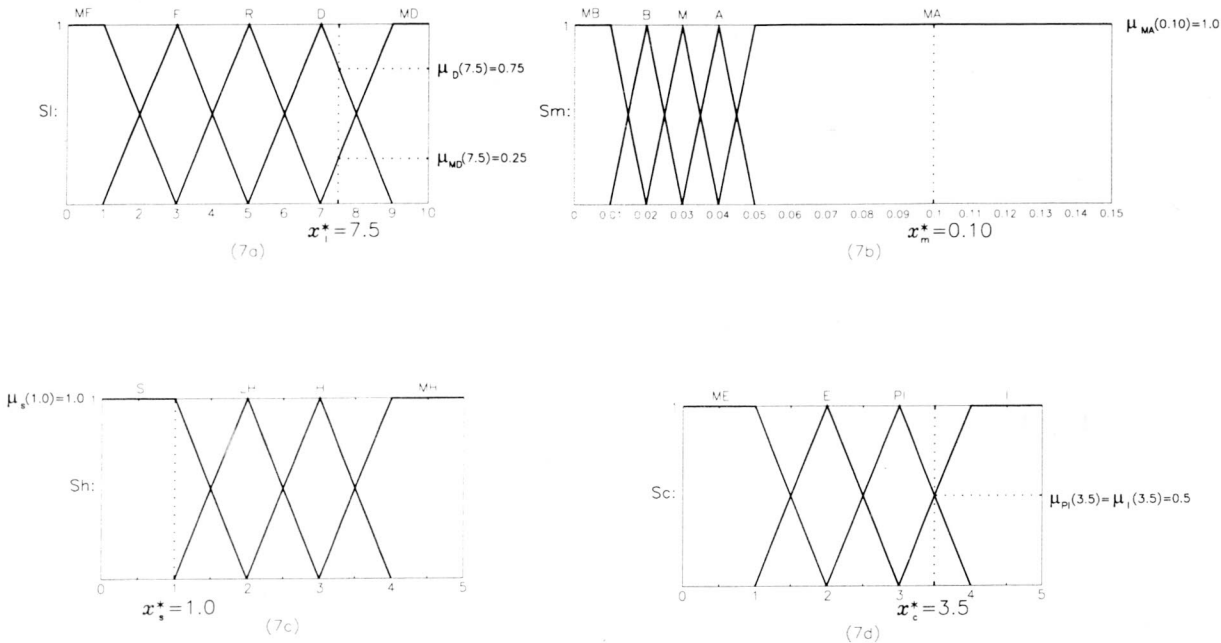 MF F R D MD
1
μ_D(7.5)=0.75
Sl:
μ_MD(7.5)=0.25
0 1 2 3 4 5 6 7 8 9 10
x*_l=7.5
(7a)
MB B M A MA
1
μ_MA(0.10)=1.0
Sm:
0 0.01 0.02 0.03 0.04 0.05 0.06 0.07 0.08 0.09 0.1 0.11 0.12 0.13 0.14 0.15
x*_m=0.10
(7b)
S LH H MH
μ_s(1.0)=1.0 1
Sh:
0 1 2 3 4 5
x*_s=1.0
(7c)
ME E PI I
1
Sc:
μ_PI(3.5)=μ_I(3.5)=0.5
0 1 2 3 4 5
x*_c=3.5
(7d)